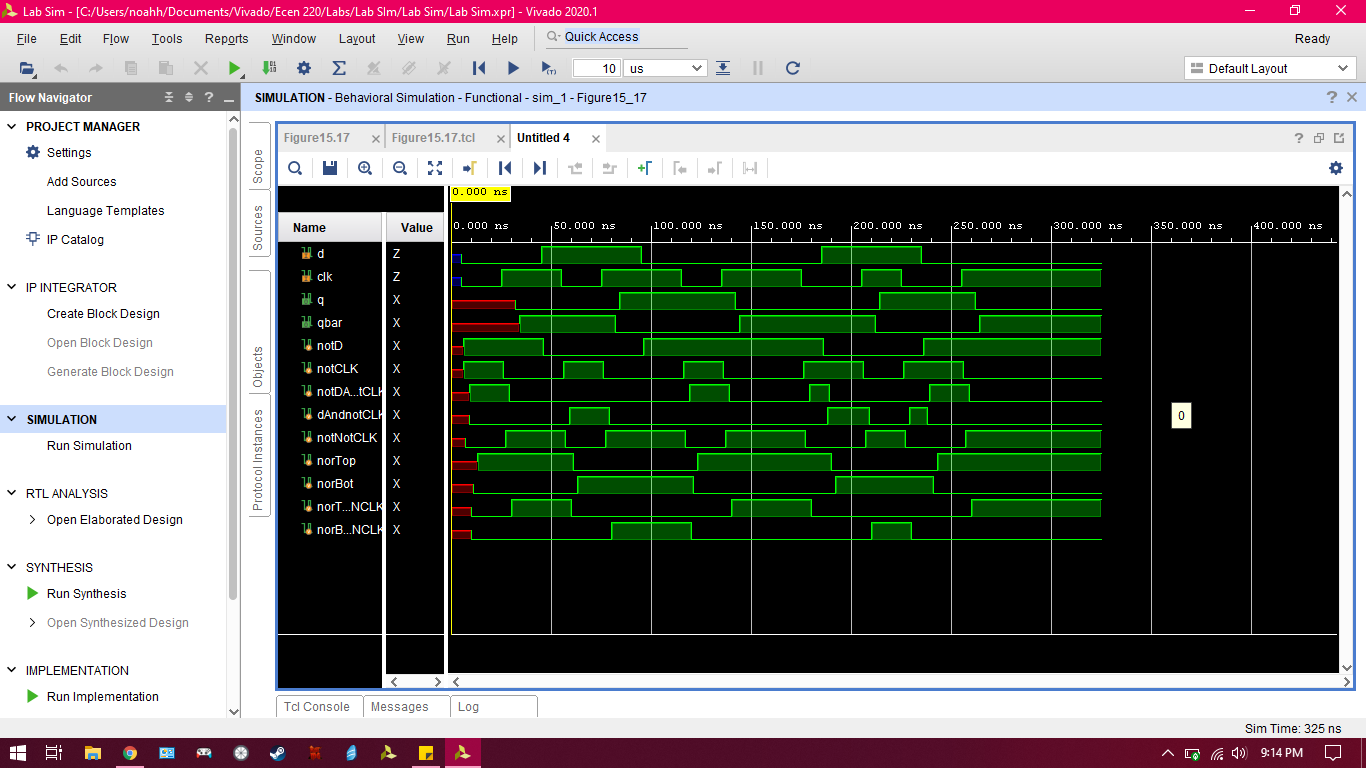 Lab Sim - [C:/Users/noahh/Documents/Vivado/Ecen 220/Labs/Lab SIm/Lab Sim/Lab Sim.xpr] - Vivado 2020.1
File Edit Flow Tools Reports Window Layout View Run Help Quick Access Ready
10 us Default Layout
Flow Navigator
SIMULATION - Behavioral Simulation - Functional - sim_1 - Figure15_17
PROJECT MANAGER
Settings
Add Sources
Language Templates
IP Catalog
IP INTEGRATOR
Create Block Design
Open Block Design
Generate Block Design
SIMULATION
Run Simulation
RTL ANALYSIS
Open Elaborated Design
SYNTHESIS
Run Synthesis
Open Synthesized Design
IMPLEMENTATION
Run Implementation
Scope
Sources
Objects
Protocol Instances
Figure15.17 Figure15.17.tcl Untitled 4
0.000 ns
Name Value 0.000 ns 50.000 ns 100.000 ns 150.000 ns 200.000 ns 250.000 ns 300.000 ns 350.000 ns 400.000 ns
d Z
clk Z
q X
qbar X
notD X
notCLK X
notDA...tCLK X
dAndnotCLK X
0
notNotCLK X
norTop X
norBot X
norT...NCLK X
norB...NCLK X
Tcl Console Messages Log
Sim Time: 325 ns
9:14 PM